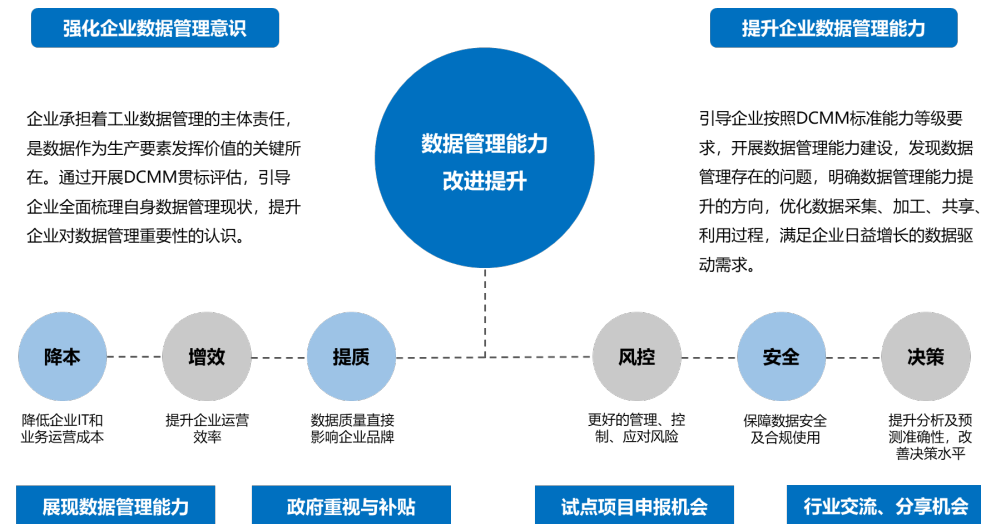 强化企业数据管理意识
提升企业数据管理能力
企业承担着工业数据管理的主体责任，
是数据作为生产要素发挥价值的关键所
在。通过开展DCMM贯标评估，引导
企业全面梳理自身数据管理现状，提升
企业对数据管理重要性的认识。
数据管理能力
改进提升
引导企业按照DCMM标准能力等级要
求，开展数据管理能力建设，发现数据
管理存在的问题，明确数据管理能力提
升的方向，优化数据采集、加工、共享、
利用过程，满足企业日益增长的数据驱
动需求。
降本
增效
提质
风控
安全
决策
降低企业IT和
业务运营成本
提升企业运营
效率
数据质量直接
影响企业品牌
更好的管理、控
制、应对风险
保障数据安全
及合规使用
提升分析及预
测准确性，改
善决策水平
展现数据管理能力
政府重视与补贴
试点项目申报机会
行业交流、分享机会